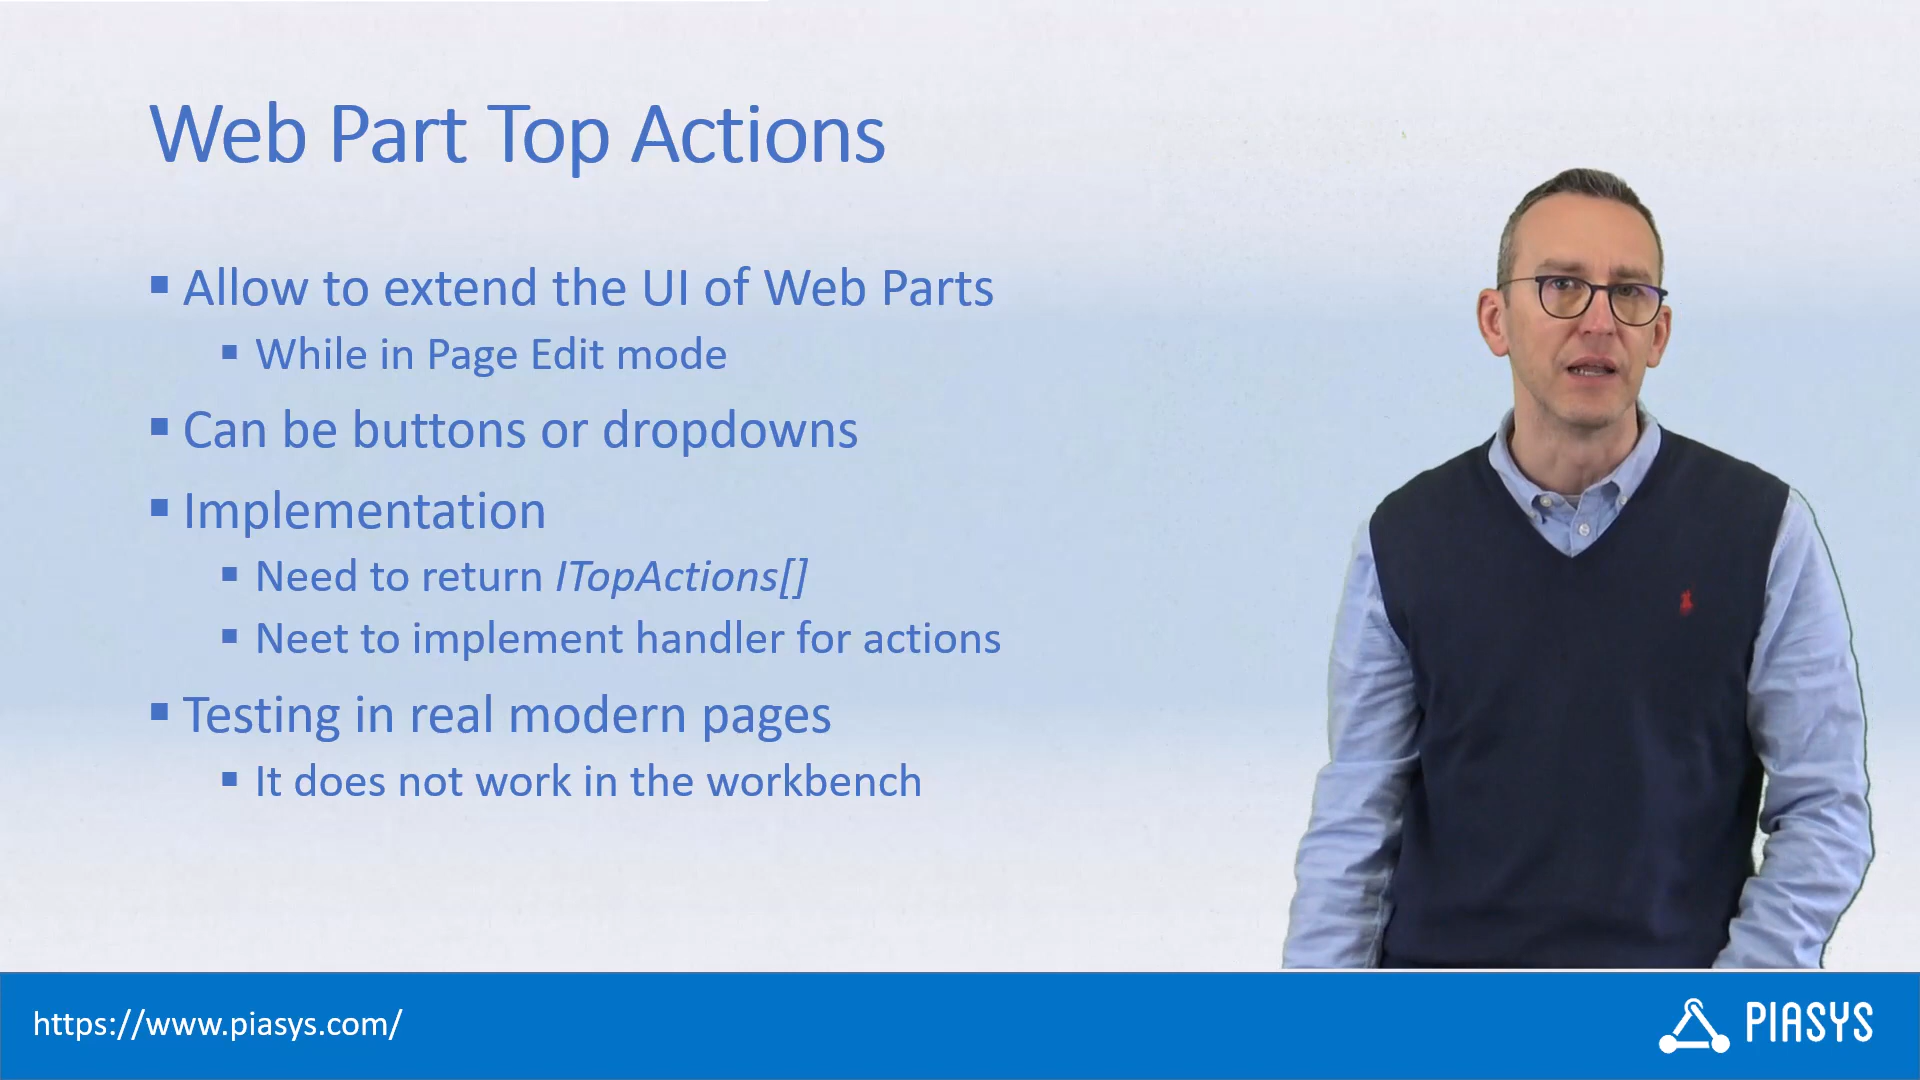 Web Part Top Actions
▪ Allow to extend the UI of Web Parts
▪ While in Page Edit mode
▪ Can be buttons or dropdowns
▪ Implementation
▪ Need to return ITopActions[]
▪ Neet to implement handler for actions
▪ Testing in real modern pages
▪ It does not work in the workbench
https://www.piasys.com/
PIASYS